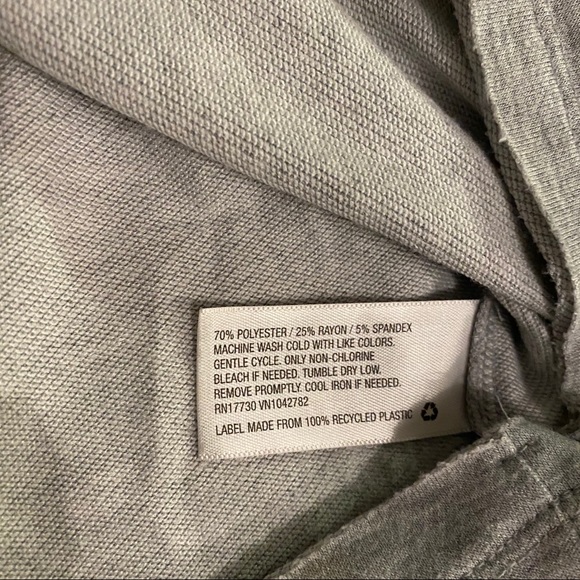 70% POLYESTER / 25% RAYON / 5% SPANDEX
MACHINE WASH COLD WITH LIKE COLORS.
GENTLE CYCLE. ONLY NON-CHLORINE
BLEACH IF NEEDED. TUMBLE DRY LOW.
REMOVE PROMPTLY. COOL IRON IF NEEDED.
RN17730 VN1042782
LABEL MADE FROM 100% RECYCLED PLASTIC